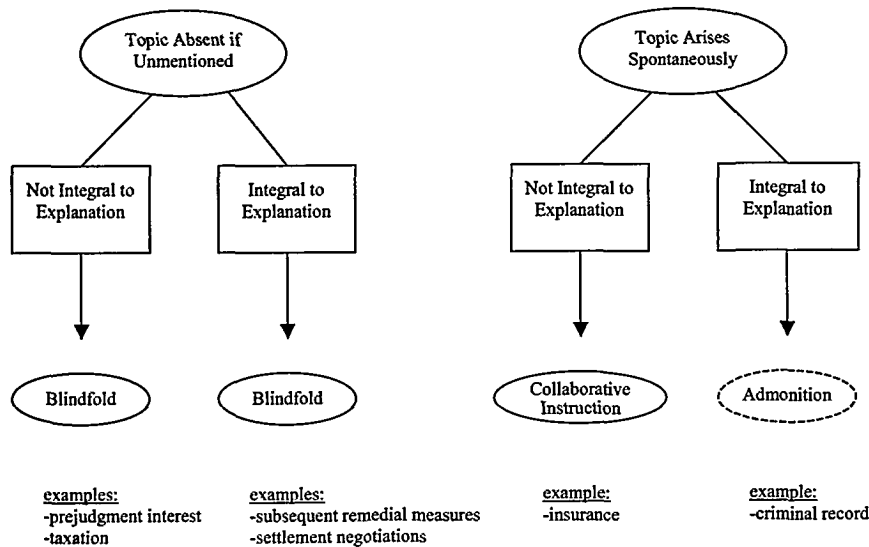 Topic Absent if
Unmentioned
Topic Arises
Spontaneously
Not Integral to
Explanation
Integral to
Explanation
Not Integral to
Explanation
Integral to
Explanation
Blindfold
Blindfold
Collaborative
Instruction
Admonition
examples:
-prejudgment interest
-taxation
examples:
-subsequent remedial measures
-settlement negotiations
example:
-insurance
example:
-criminal record